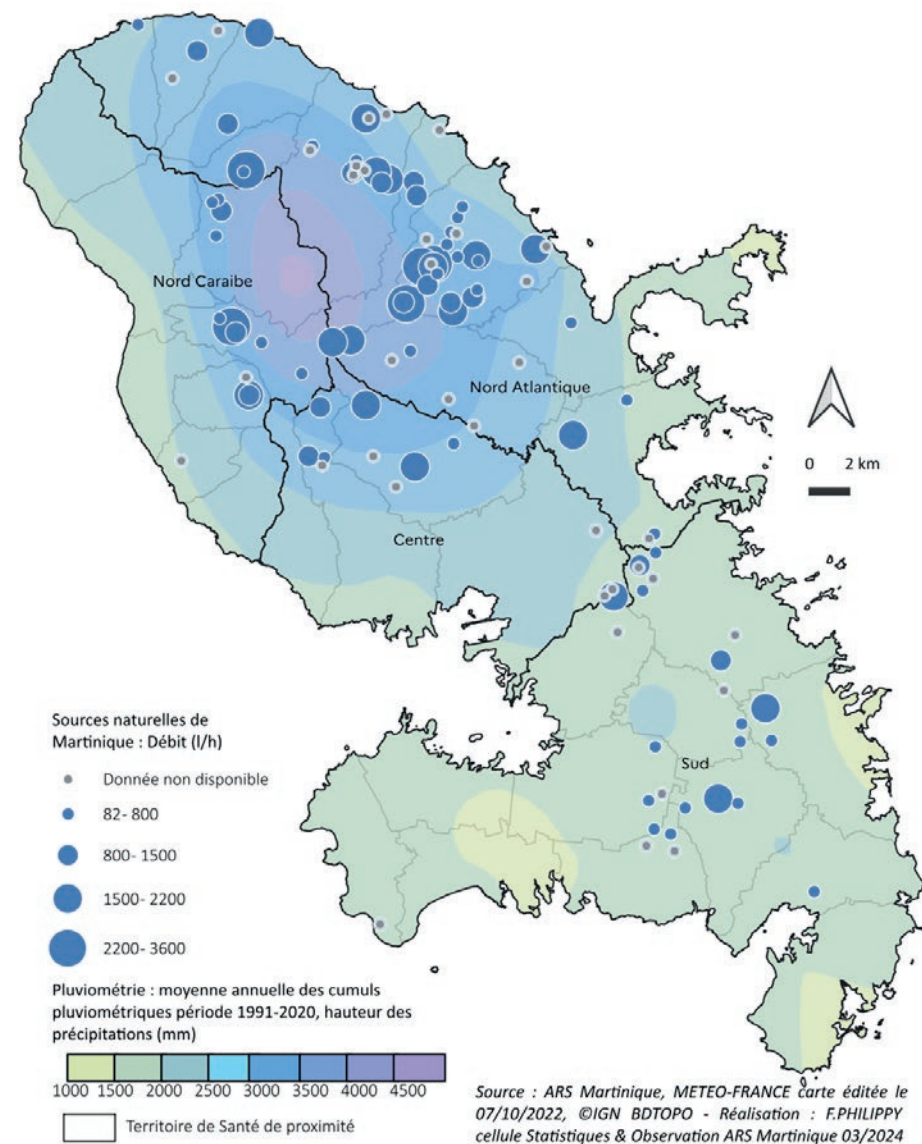 Nord Caraibe
Nord Atlantique
0 2 km
Centre
Sud
Sources naturelles de
Martinique : Débit (l/h)
Donnée non disponible
82- 800
800- 1500
1500- 2200
2200- 3600
Pluviométrie : moyenne annuelle des cumuls
pluviométriques période 1991-2020, hauteur des
précipitations (mm)
1000 1500 2000 2500 3000 3500 4000 4500
Territoire de Santé de proximité
Source : ARS Martinique, METEO-FRANCE carte éditée le
07/10/2022, ©IGN BDTOPO - Réalisation : F.PHILIPPY
cellule Statistiques & Observation ARS Martinique 03/2024